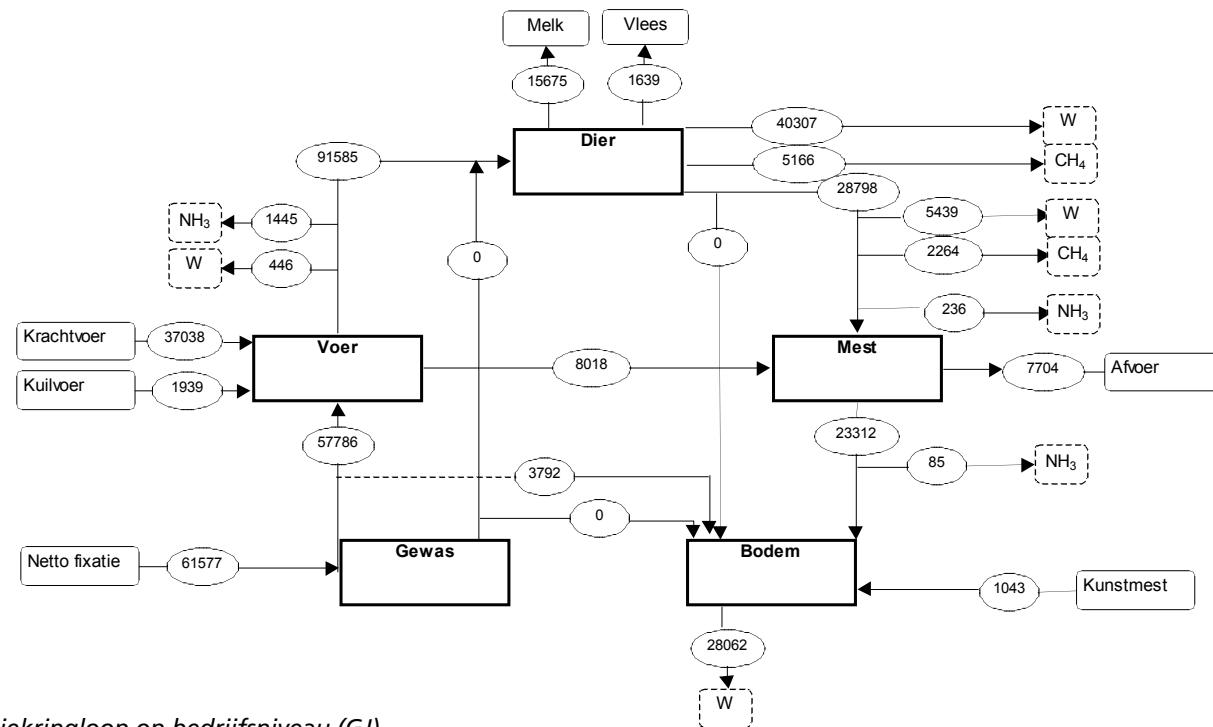 Melk
Vlees
15675
1639
40307
W
Dier
91585
5166
CH₄
28798
NH₃
1445
5439
W
W
446
0
0
2264
CH₄
236
NH₃
Krachtvoer
37038
Voer
Mest
Kuilvoer
1939
8018
7704
Afvoer
57786
23312
3792
85
NH₃
0
Netto fixatie
61577
Gewas
Bodem
1043
Kunstmest
28062
W
iekringloop op bedrijfsniveau (GJ)